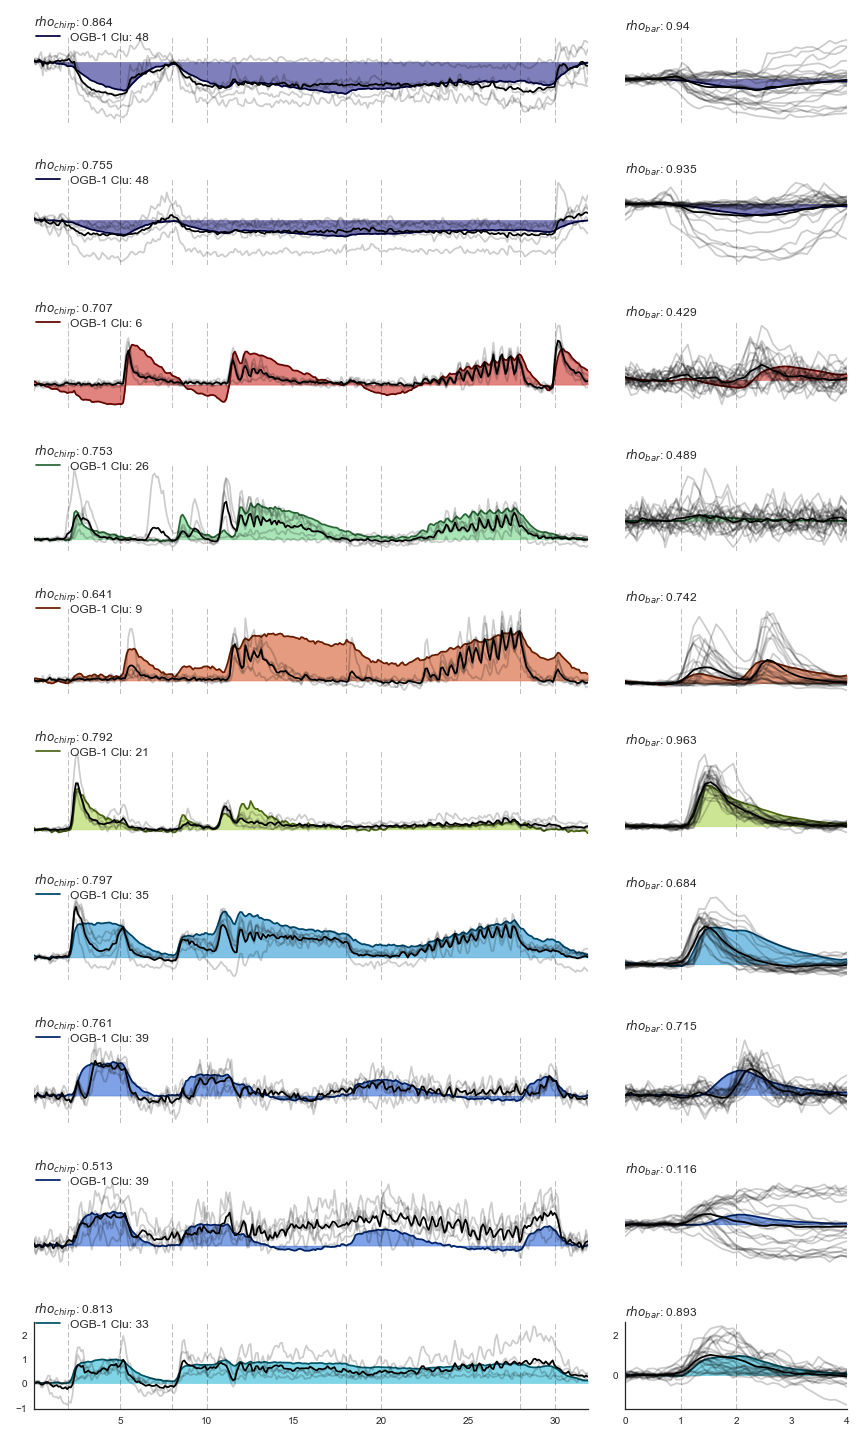 rho_chirp: 0.864
OGB-1 Clu: 48
rho_bar: 0.94
rho_chirp: 0.755
OGB-1 Clu: 48
rho_bar: 0.935
rho_chirp: 0.707
OGB-1 Clu: 6
rho_bar: 0.429
rho_chirp: 0.753
OGB-1 Clu: 26
rho_bar: 0.489
rho_chirp: 0.641
OGB-1 Clu: 9
rho_bar: 0.742
rho_chirp: 0.792
OGB-1 Clu: 21
rho_bar: 0.963
rho_chirp: 0.797
OGB-1 Clu: 35
rho_bar: 0.684
rho_chirp: 0.761
OGB-1 Clu: 39
rho_bar: 0.715
rho_chirp: 0.513
OGB-1 Clu: 39
rho_bar: 0.116
rho_chirp: 0.813
OGB-1 Clu: 33
rho_bar: 0.893
2
1
0
−1
5 10 15 20 25 30
2
0
0 1 2 3 4